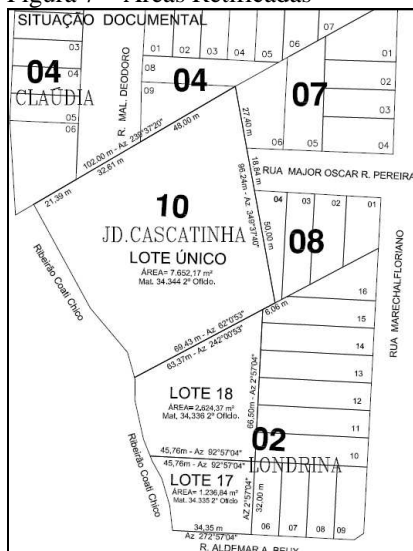 Figura 7 – Áreas Retificadas
SITUAÇÃO DOCUMENTAL
07
03
04
04
CLAÚDIA
05
06
R. MAL. DEODORO
01 02 03 04 05 06
08
09
04
07
01
02
03
04
06 05
102,00 m - Az 239°37'20"
48,00 m
32,61 m
21,39 m
27,40 m
18,84 m
96,24m - Az 349°37'40"
50,00 m
RUA MAJOR OSCAR R. PEREIRA
10
JD.CASCATINHA
LOTE ÚNICO
ÁREA= 7.652,17 m²
Mat. 34.344 2º Ofício.
04 03 02 01
08
RUA MARECHALFLORIANO
Ribeirão Coati Chico
6,06 m
69,43 m - Az 62°0'53"
63,37m - Az 242°00'53"
16
15
14
13
12
11
10
66,50m - Az 2°57'04"
LOTE 18
ÁREA= 2.624,37 m²
Mat. 34.336 2º Ofício.
02
LONDRINA
45,76m - Az 92°57'04"
45,76m - Az 92°57'04"
LOTE 17
ÁREA= 1.236,84 m²
Mat. 34.335 2º Ofício.
Ribeirão Coati Chico
AZ 2°57'04"
32,00 m
34,35 m
Az 272°57'04"
06 07 08 09
R. ALDEMAR A. BEUX